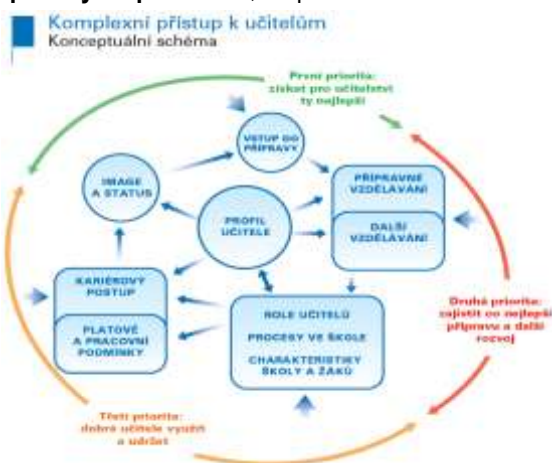 Komplexní přístup k učitelům
Konceptuální schéma
První priorita:
získat pro učitelství
ty nejlepší
VSTUP DO
PŘÍPRAVY
IMAGE
A STATUS
PŘÍPRAVNÉ
VZDĚLÁVÁNÍ
PROFIL
UČITELE
DALŠÍ
VZDĚLÁVÁNÍ
KARIÉROVÝ
POSTUP
PLATOVÉ
A PRACOVNÍ
PODMÍNKY
ROLE UČITELŮ
PROCESY VE ŠKOLE
CHARAKTERISTIKY
ŠKOLY A ŽÁKŮ
Druhá priorita:
zajistit co nejlepší
přípravu a další
rozvoj
Třetí priorita:
dobré učitele využít
a udržet